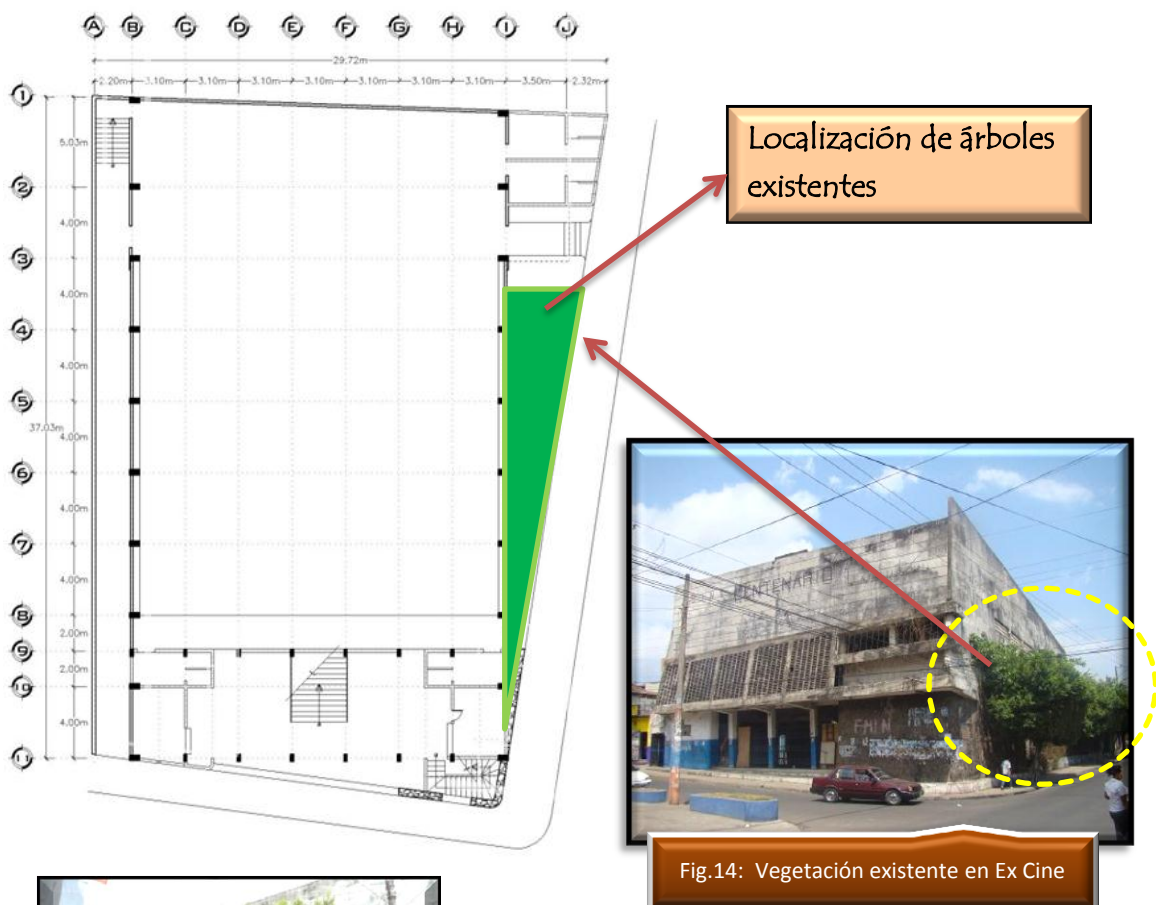 A B C D E F G H I J
29.72m
2.20m 3.10m 3.10m 3.10m 3.10m 3.10m 3.10m 3.10m 3.50m 2.32m
1
5.03m
2
4.00m
3
4.00m
4
4.00m
5
37.03m
4.00m
6
4.00m
7
4.00m
8
2.00m
9
2.00m
10
4.00m
11
Localización de árboles
existentes
CENTENARIO
FMLN
Fig.14: Vegetación existente en Ex Cine